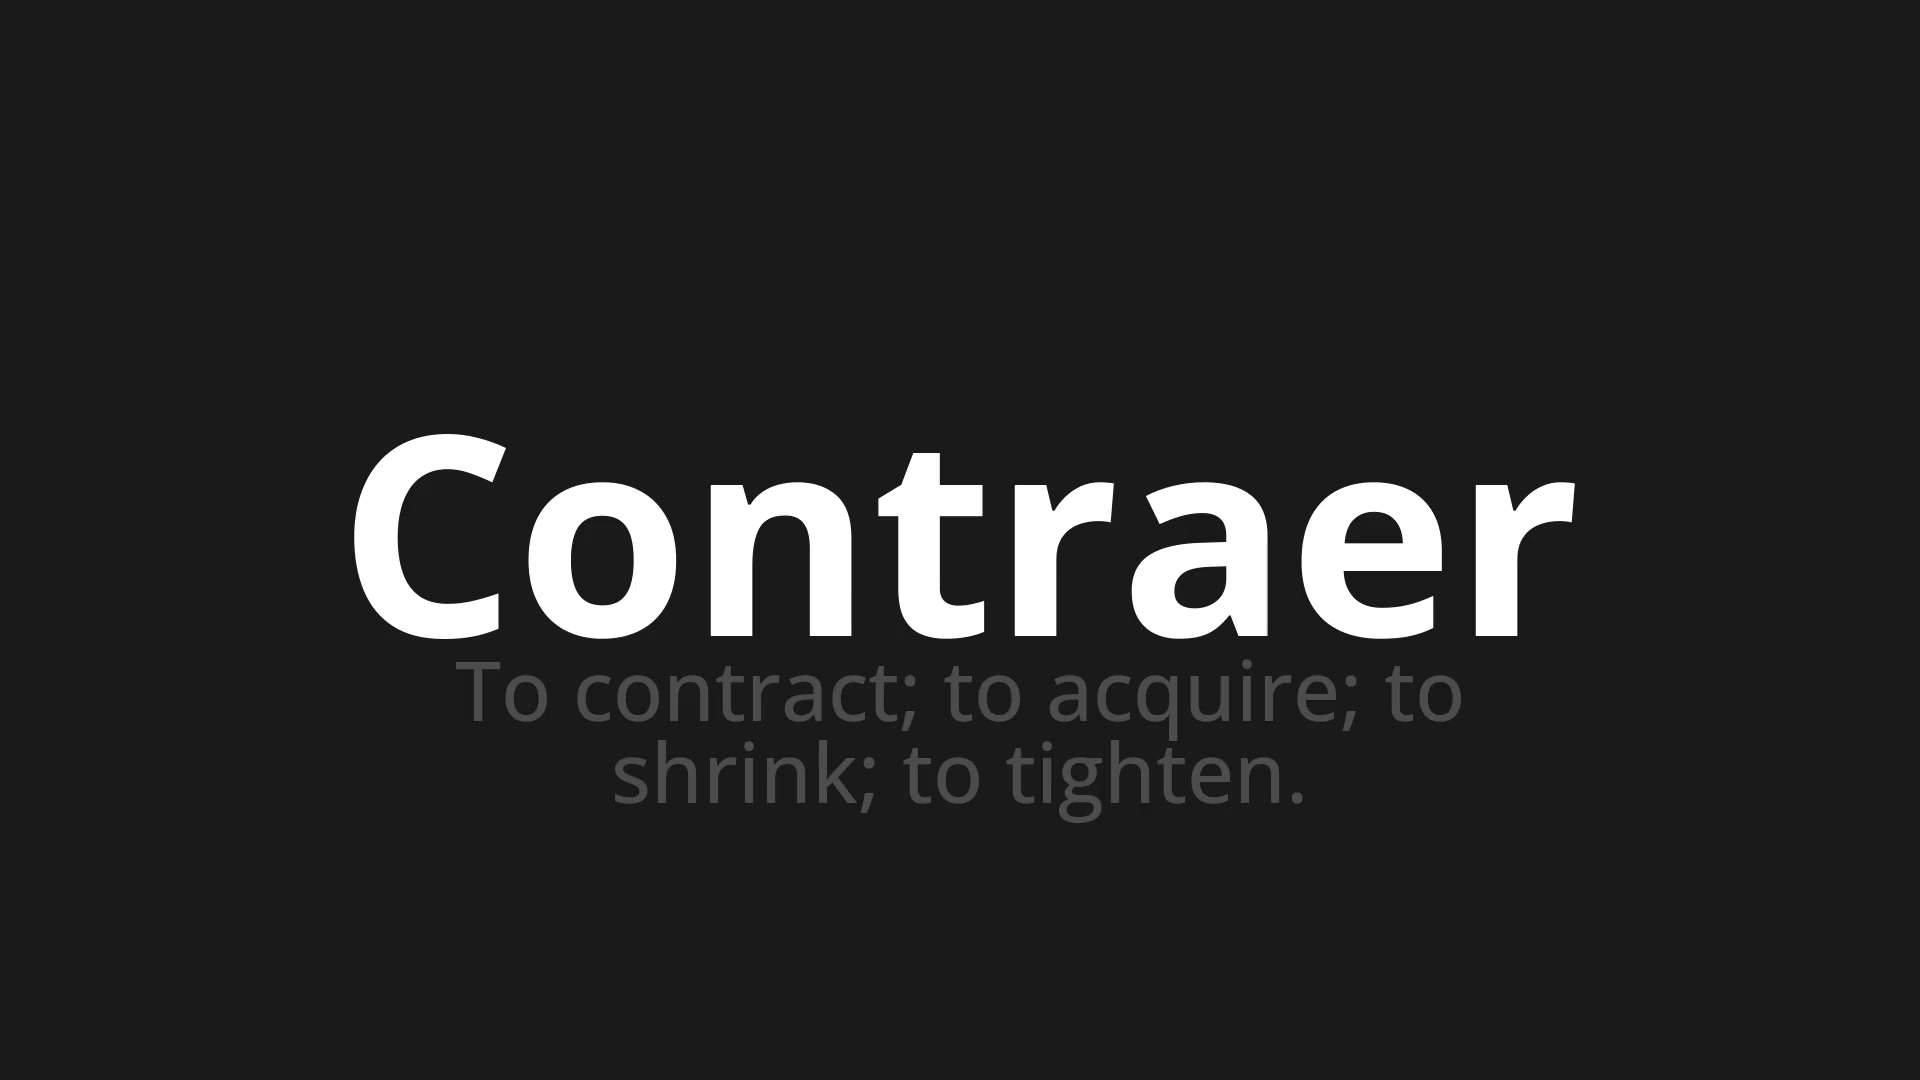 Contraer
To contract; to acquire; to
shrink; to tighten.